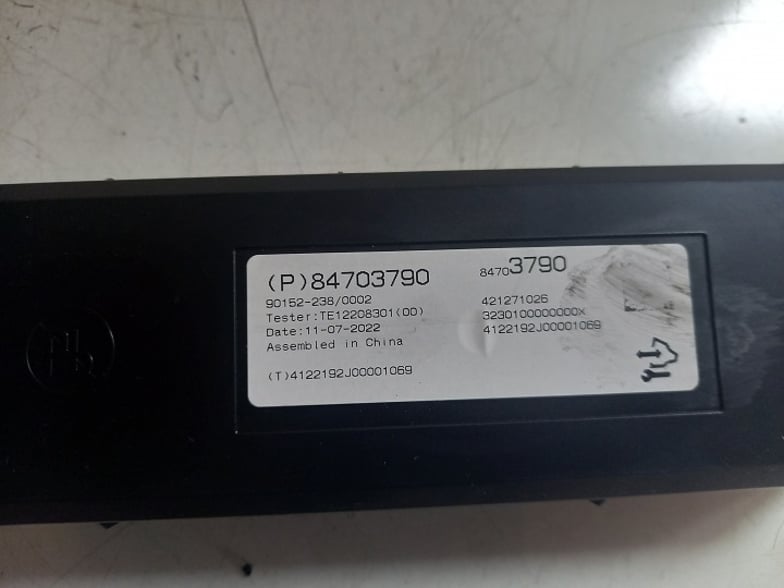 (P)84703790
84703790
90152-238/0002
421271026
Tester:TE12208301(00)
3230100000000X
Date:11-07-2022
4122192J00001069
Assembled in China
(T)4122192J00001069